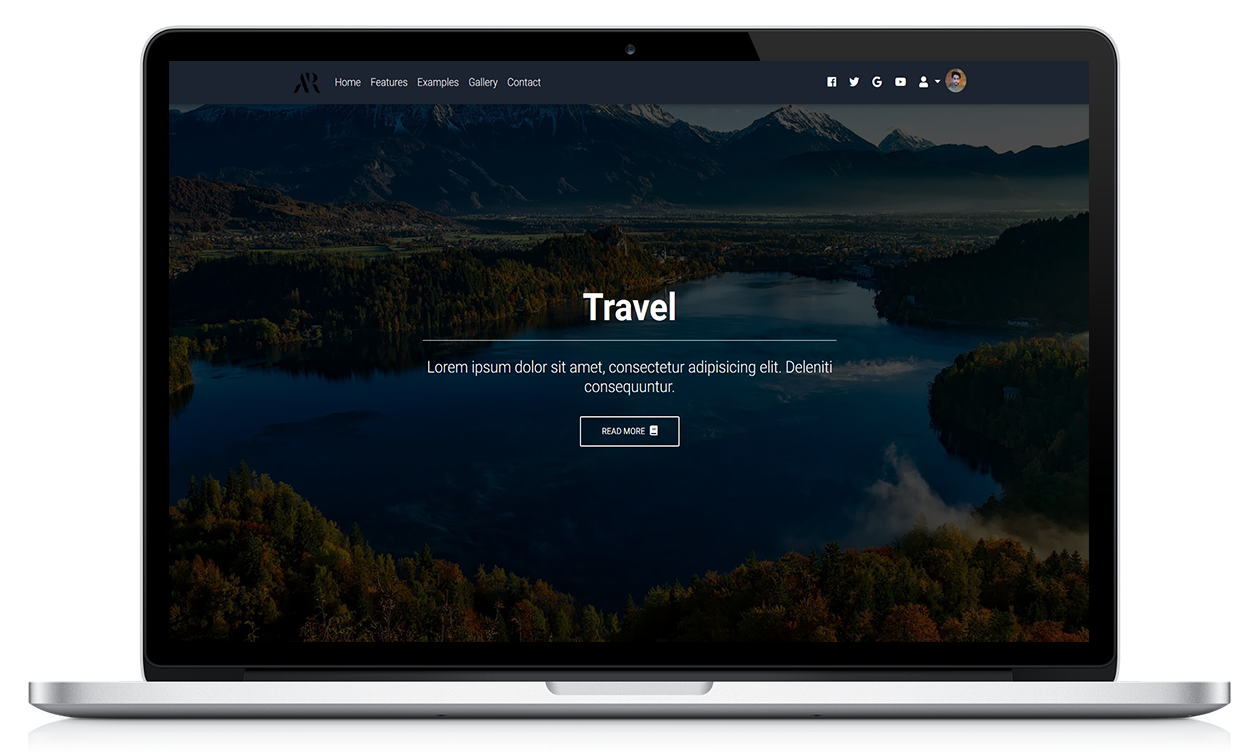 AR
Home Features Examples Gallery Contact
Travel
Lorem ipsum dolor sit amet, consectetur adipisicing elit. Deleniti
consequuntur.
READ MORE